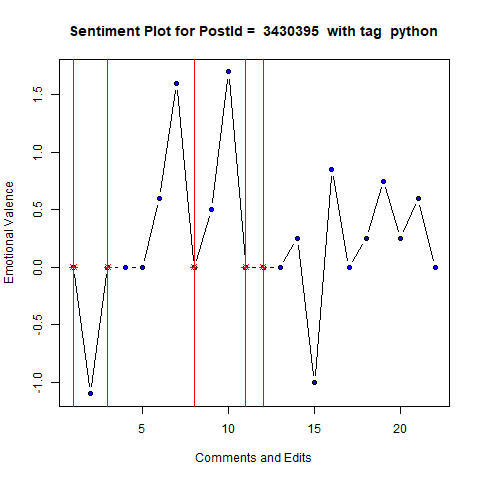 Sentiment Plot for PostId =  3430395  with tag  python
Emotional Valence
1.5
1.0
0.5
0.0
-0.5
-1.0
5 10 15 20
Comments and Edits